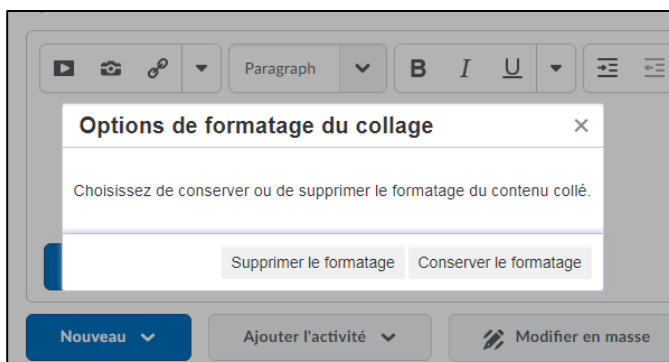 Paragraph B I U
Options de formatage du collage ×
Choisissez de conserver ou de supprimer le formatage du contenu collé.
Supprimer le formatage Conserver le formatage
Nouveau Ajouter l'activité Modifier en masse